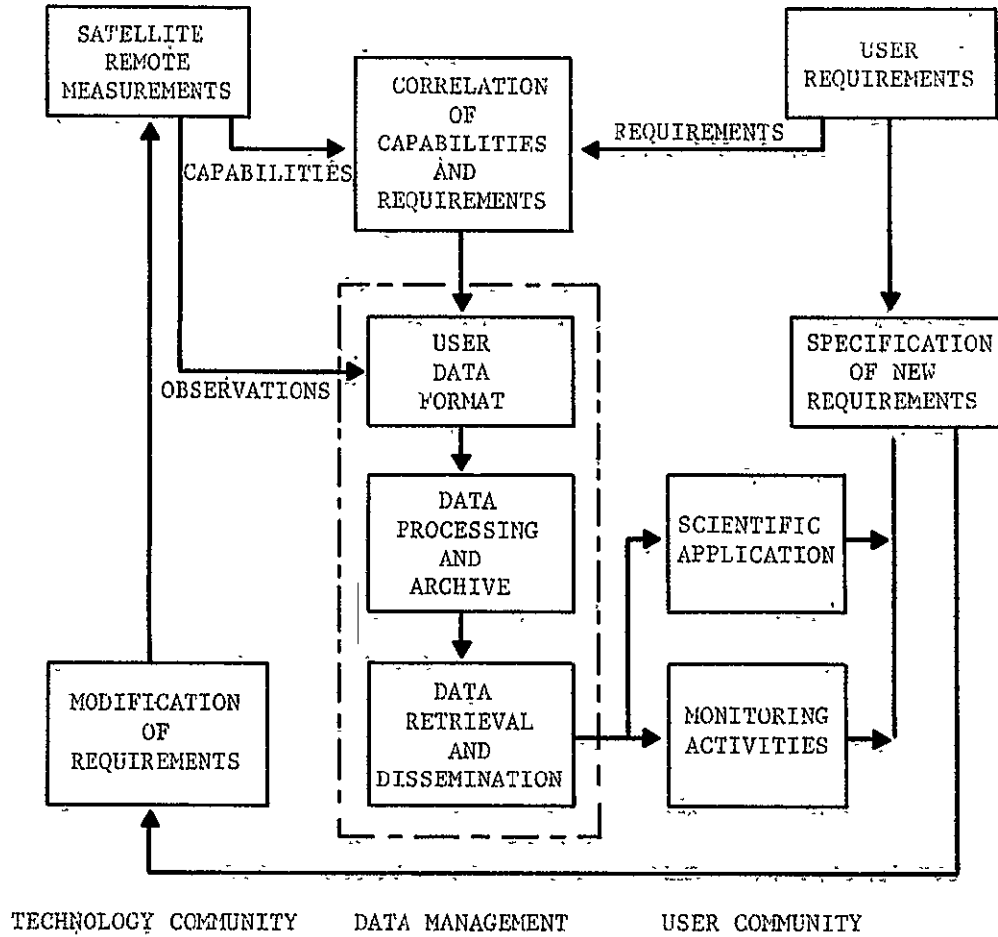 SATELLITE
REMOTE
MEASUREMENTS
CORRELATION
OF
CAPABILITIES
AND
REQUIREMENTS
USER
REQUIREMENTS
CAPABILITIES
REQUIREMENTS
OBSERVATIONS
USER
DATA
FORMAT
SPECIFICATION
OF NEW
REQUIREMENTS
DATA
PROCESSING
AND
ARCHIVE
SCIENTIFIC
APPLICATION
MODIFICATION
OF
REQUIREMENTS
DATA
RETRIEVAL
AND
DISSEMINATION
MONITORING
ACTIVITIES
TECHNOLOGY COMMUNITY
DATA MANAGEMENT
USER COMMUNITY